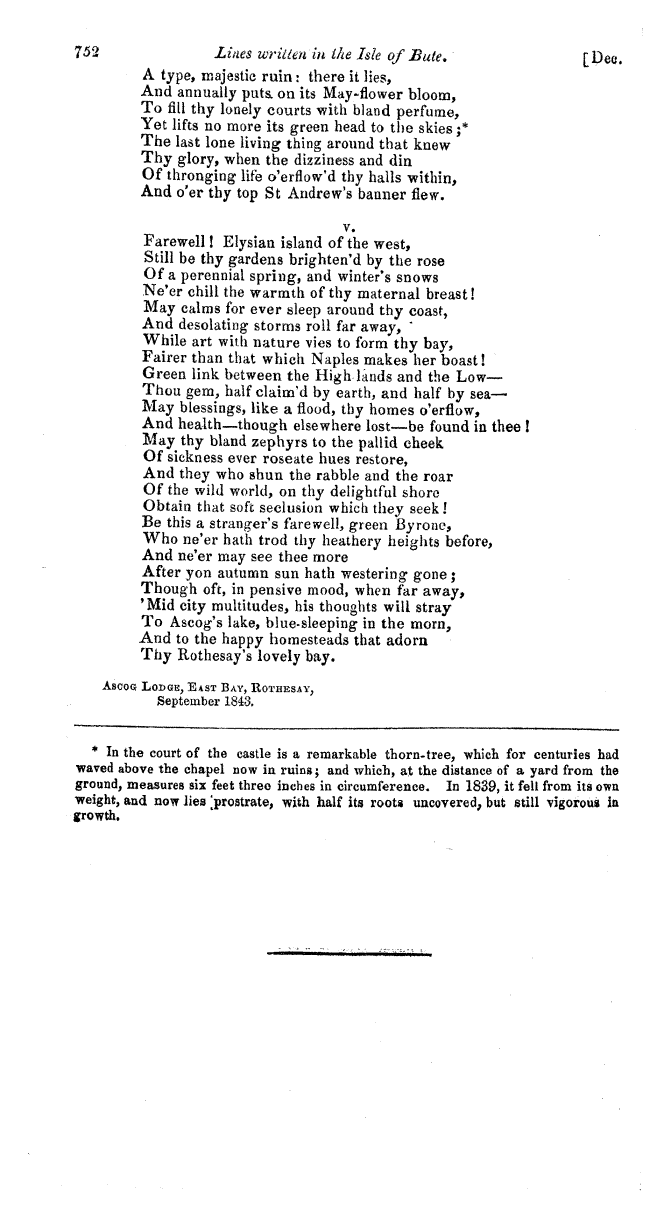 752 Lines written in the Isle of Bute. [Dec.
A type, majestic ruin: there it lies,
And annually puts on its May-flower bloom,
To fill thy lonely courts with bland perfume,
Yet lifts no more its green head to the skies;*
The last lone living thing around that knew
Thy glory, when the dizziness and din
Of thronging life o'erflow'd thy halls within,
And o'er thy top St Andrew's banner flew.
V.
Farewell! Elysian island of the west,
Still be thy gardens brighten'd by the rose
Of a perennial spring, and winter's snows
Ne'er chill the warmth of thy maternal breast!
May calms for ever sleep around thy coast,
And desolating storms roll far away,
While art with nature vies to form thy bay,
Fairer than that which Naples makes her boast!
Green link between the High lands and the Low—
Thou gem, half claim'd by earth, and half by sea—
May blessings, like a flood, thy homes o'erflow,
And health—though elsewhere lost—be found in thee!
May thy bland zephyrs to the pallid cheek
Of sickness ever roseate hues restore,
And they who shun the rabble and the roar
Of the wild world, on thy delightful shore
Obtain that soft seclusion which they seek!
Be this a stranger's farewell, green Byrone,
Who ne'er hath trod thy heathery heights before,
And ne'er may see thee more
After yon autumn sun hath westering gone;
Though oft, in pensive mood, when far away,
'Mid city multitudes, his thoughts will stray
To Ascog's lake, blue-sleeping in the morn,
And to the happy homesteads that adorn
Thy Rothesay's lovely bay.
Ascog Lodge, East Bay, Rothesay,
September 1843.
* In the court of the castle is a remarkable thorn-tree, which for centuries had
waved above the chapel now in ruins; and which, at the distance of a yard from the
ground, measures six feet three inches in circumference. In 1839, it fell from its own
weight, and now lies prostrate, with half its roots uncovered, but still vigorous in
growth.